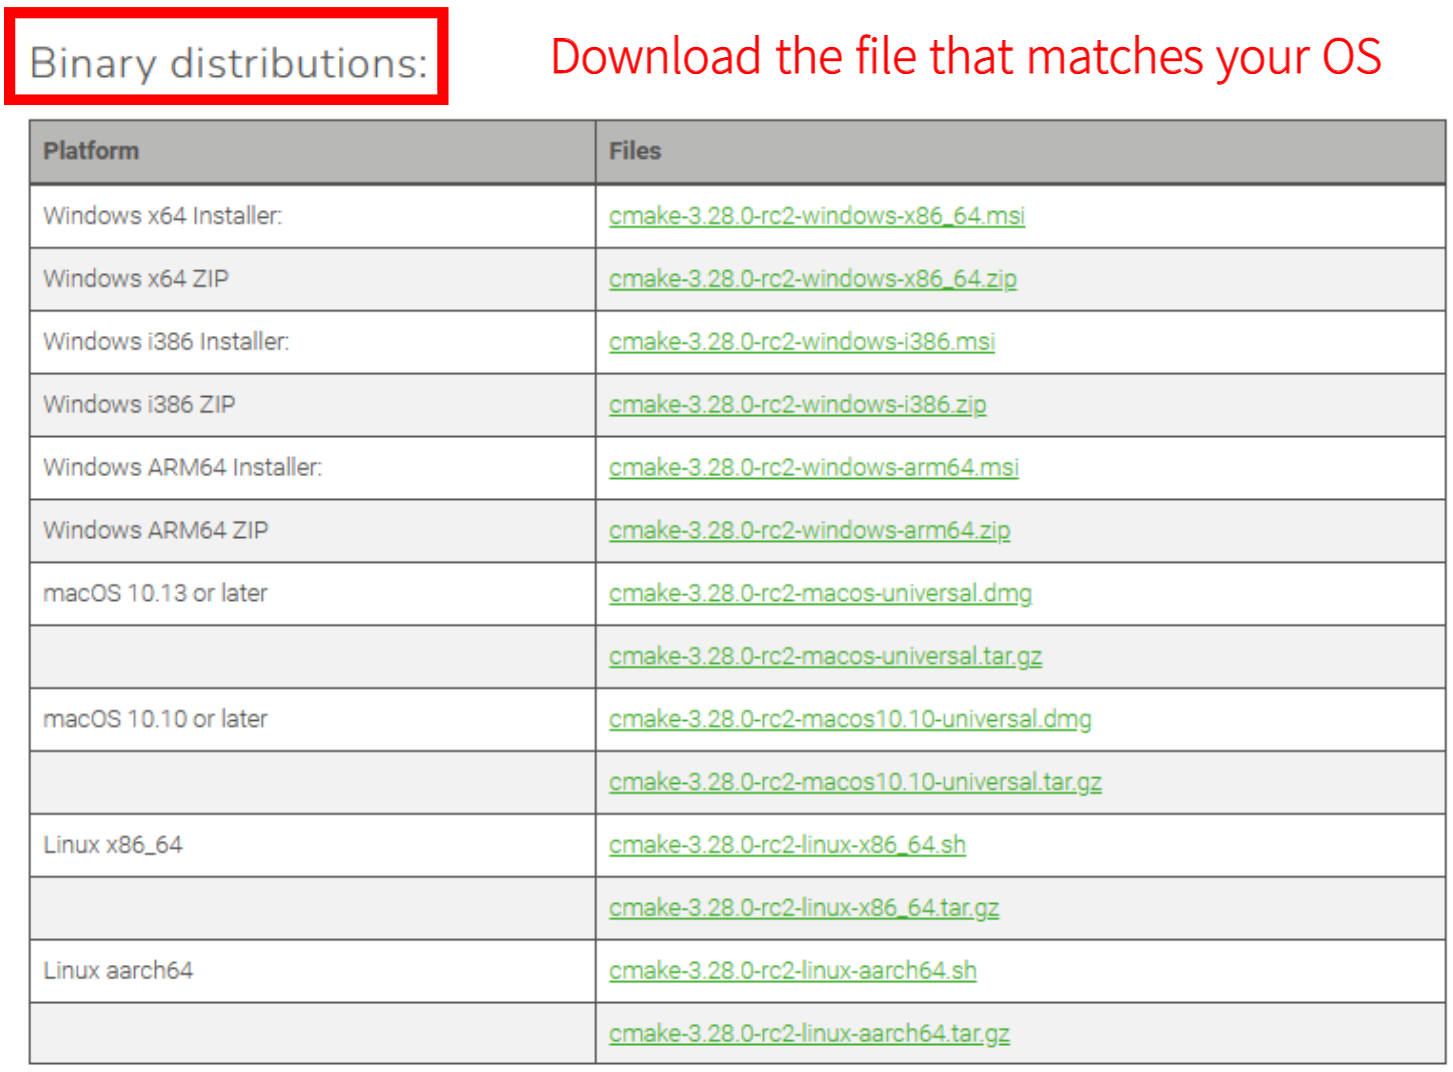 Binary distributions:
Download the file that matches your OS
Platform Files
Windows x64 Installer: cmake-3.28.0-rc2-windows-x86_64.msi
Windows x64 ZIP cmake-3.28.0-rc2-windows-x86_64.zip
Windows i386 Installer: cmake-3.28.0-rc2-windows-i386.msi
Windows i386 ZIP cmake-3.28.0-rc2-windows-i386.zip
Windows ARM64 Installer: cmake-3.28.0-rc2-windows-arm64.msi
Windows ARM64 ZIP cmake-3.28.0-rc2-windows-arm64.zip
macOS 10.13 or later cmake-3.28.0-rc2-macos-universal.dmg
cmake-3.28.0-rc2-macos-universal.tar.gz
macOS 10.10 or later cmake-3.28.0-rc2-macos10.10-universal.dmg
cmake-3.28.0-rc2-macos10.10-universal.tar.gz
Linux x86_64 cmake-3.28.0-rc2-linux-x86_64.sh
cmake-3.28.0-rc2-linux-x86_64.tar.gz
Linux aarch64 cmake-3.28.0-rc2-linux-aarch64.sh
cmake-3.28.0-rc2-linux-aarch64.tar.gz